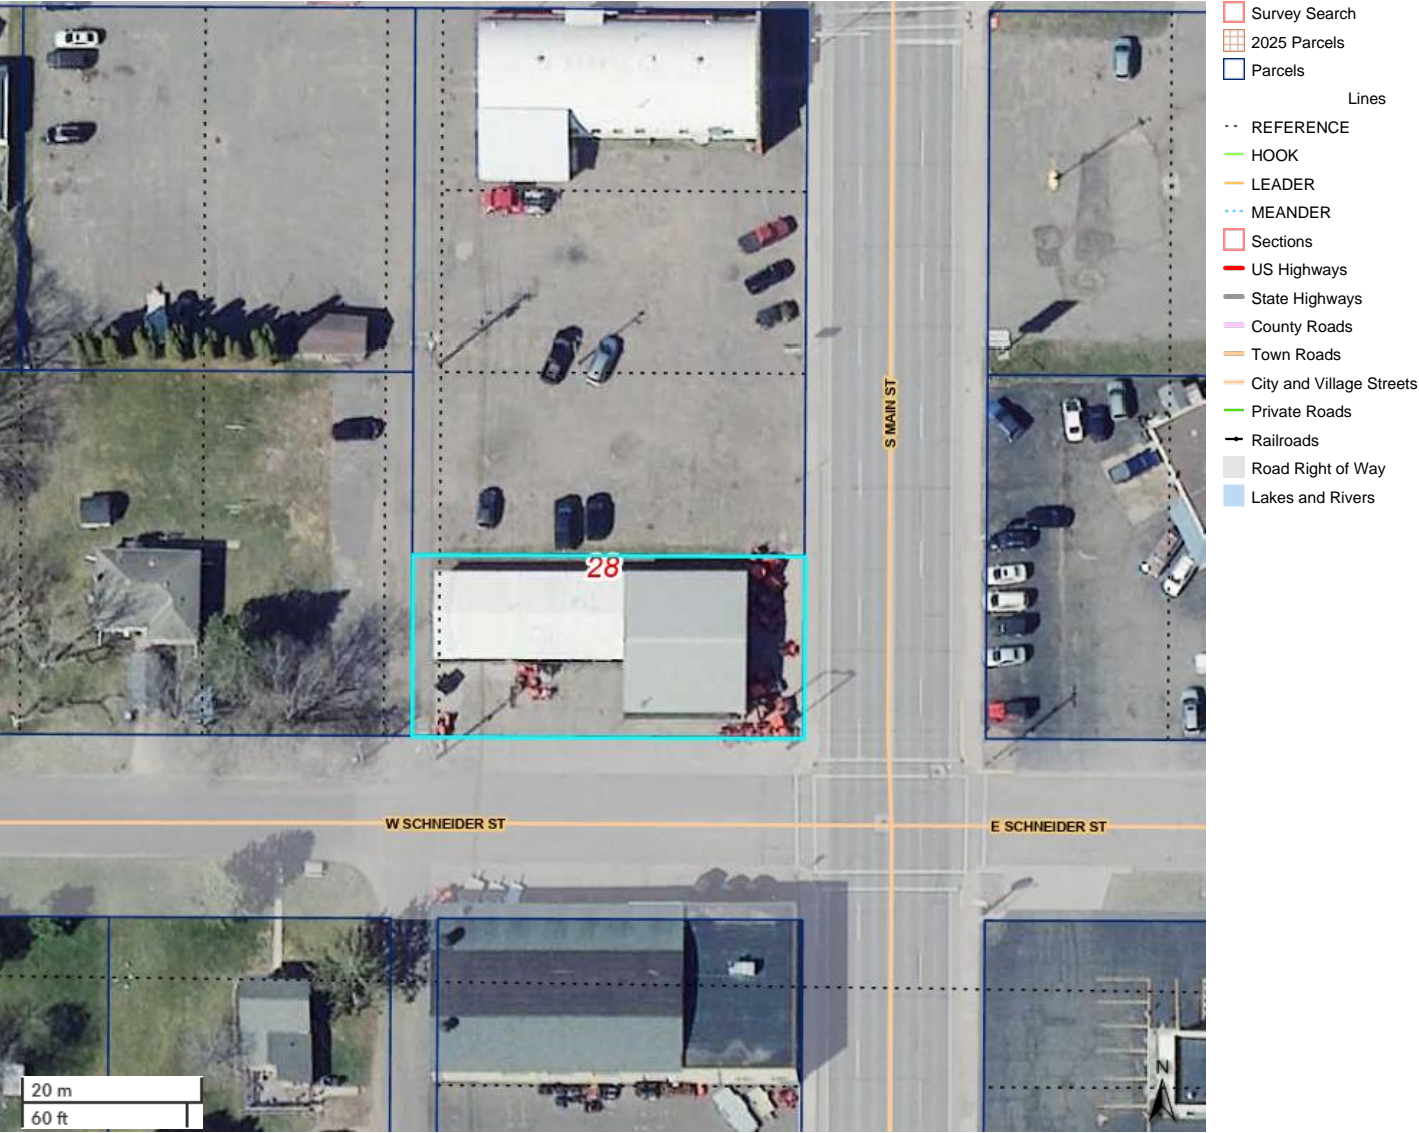 Survey Search
2025 Parcels
Parcels
Lines
REFERENCE
HOOK
LEADER
MEANDER
Sections
US Highways
State Highways
County Roads
Town Roads
City and Village Streets
Private Roads
Railroads
Road Right of Way
Lakes and Rivers
S MAIN ST
28
W SCHNEIDER ST
E SCHNEIDER ST
20 m
60 ft
N